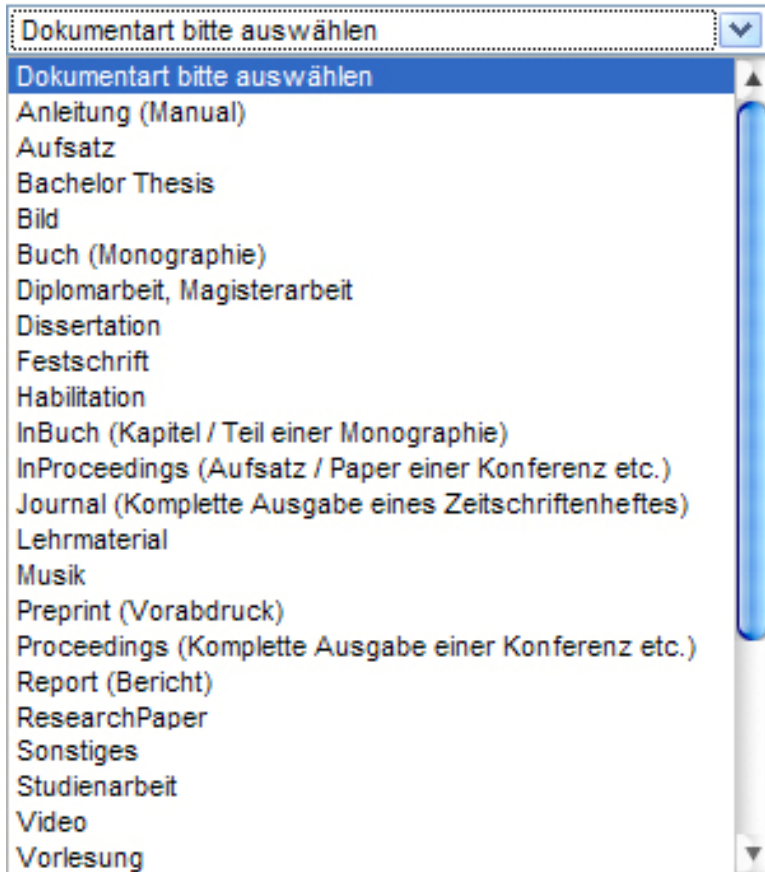 Dokumentart bitte auswählen
Dokumentart bitte auswählen
Anleitung (Manual)
Aufsatz
Bachelor Thesis
Bild
Buch (Monographie)
Diplomarbeit, Magisterarbeit
Dissertation
Festschrift
Habilitation
InBuch (Kapitel / Teil einer Monographie)
InProceedings (Aufsatz / Paper einer Konferenz etc.)
Journal (Komplette Ausgabe eines Zeitschriftenheftes)
Lehrmaterial
Musik
Preprint (Vorabdruck)
Proceedings (Komplette Ausgabe einer Konferenz etc.)
Report (Bericht)
ResearchPaper
Sonstiges
Studienarbeit
Video
Vorlesung